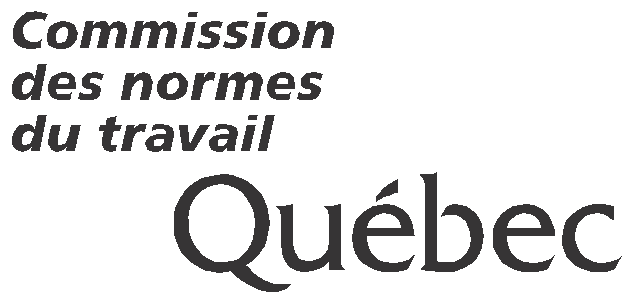 Commission
des normes
du travail
Québec